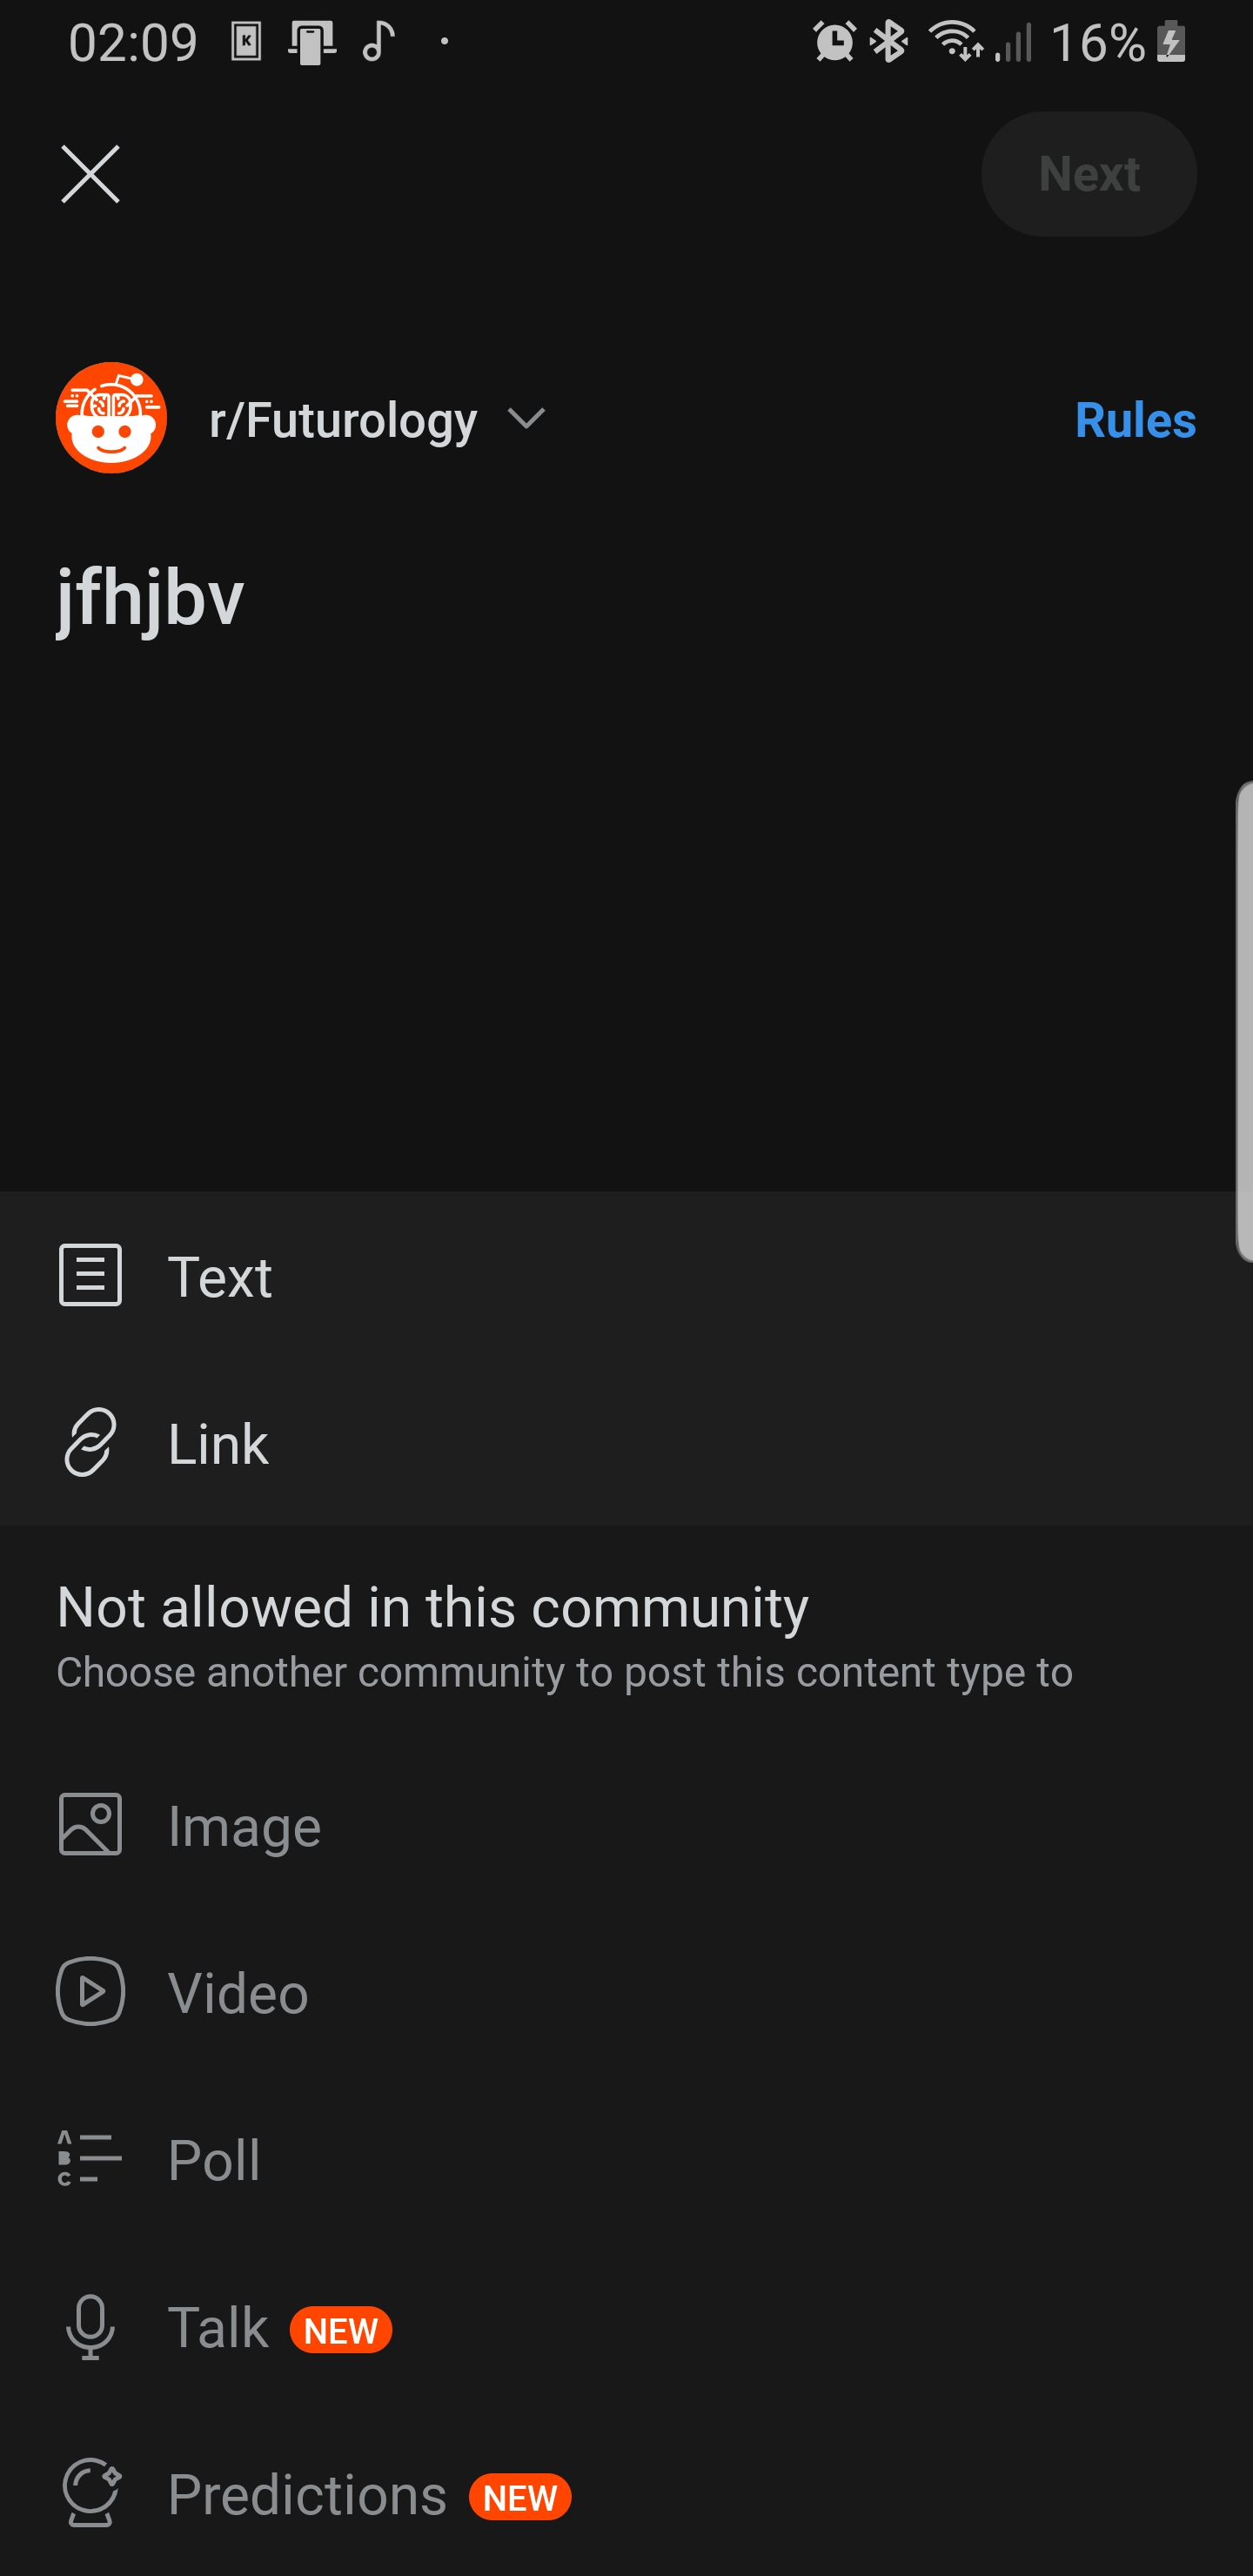 02:09 K 16%
Next
r/Futurology Rules
jfhjbv
Text
Link
Not allowed in this community
Choose another community to post this content type to
Image
Video
A
B
C
Poll
Talk NEW
Predictions NEW